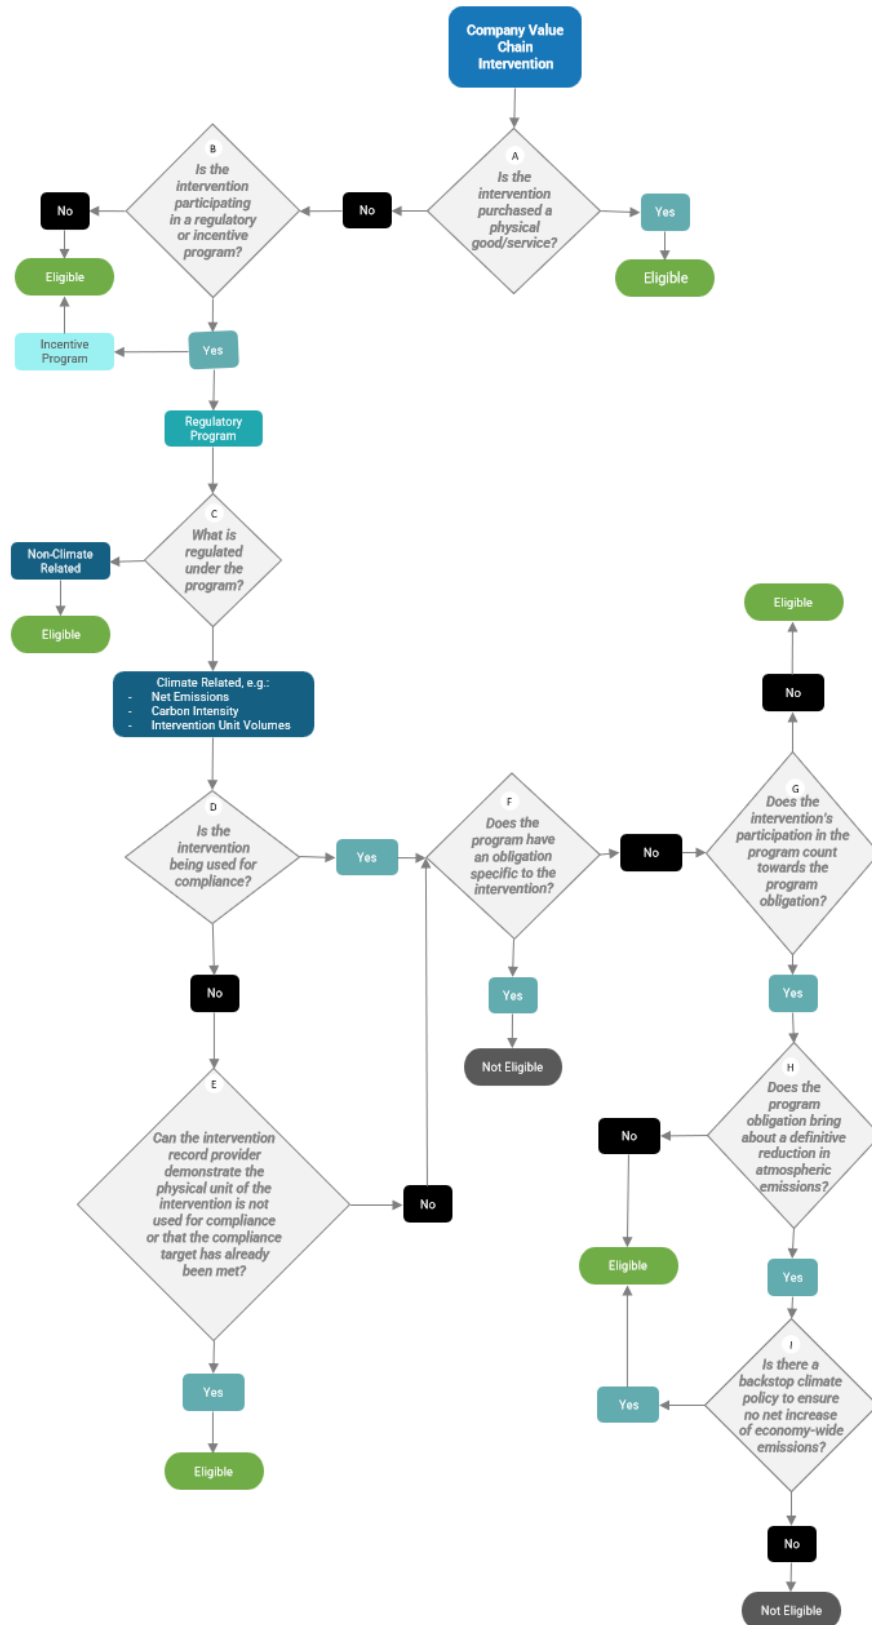 Company Value
Chain
Intervention
A
Is the
intervention
purchased a
physical
good/service?
Yes
Eligible
No
B
Is the
intervention
participating
in a regulatory
or incentive
program?
No
Eligible
Incentive
Program
Yes
Regulatory
Program
C
What is
regulated
under the
program?
Non-Climate
Related
Eligible
Climate Related, e.g.:
- Net Emissions
- Carbon Intensity
- Intervention Unit Volumes
D
Is the
intervention
being used for
compliance?
Yes
No
E
Can the intervention
record provider
demonstrate the
physical unit of the
intervention is not
used for compliance
or that the compliance
target has already
been met?
No
Yes
Eligible
F
Does the
program have
an obligation
specific to the
intervention?
Yes
Not Eligible
No
G
Does the
intervention's
participation in the
program count
towards the
program
obligation?
No
Eligible
Yes
H
Does the
program
obligation bring
about a definitive
reduction in
atmospheric
emissions?
No
Eligible
Yes
I
Is there a
backstop climate
policy to ensure
no net increase
of economy-wide
emissions?
Yes
No
Not Eligible